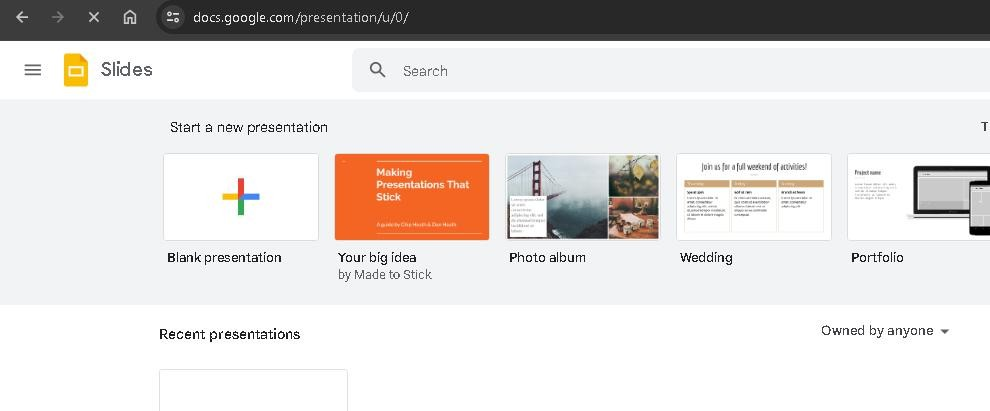 docs.google.com/presentation/u/0/
Slides
Search
Start a new presentation
T
Making
Presentations That
Stick
A guide by Chip Heath & Dan Heath
Join us for a full weekend of activities!
Project name
Blank presentation
Your big idea
by Made to Stick
Photo album
Wedding
Portfolio
Recent presentations
Owned by anyone